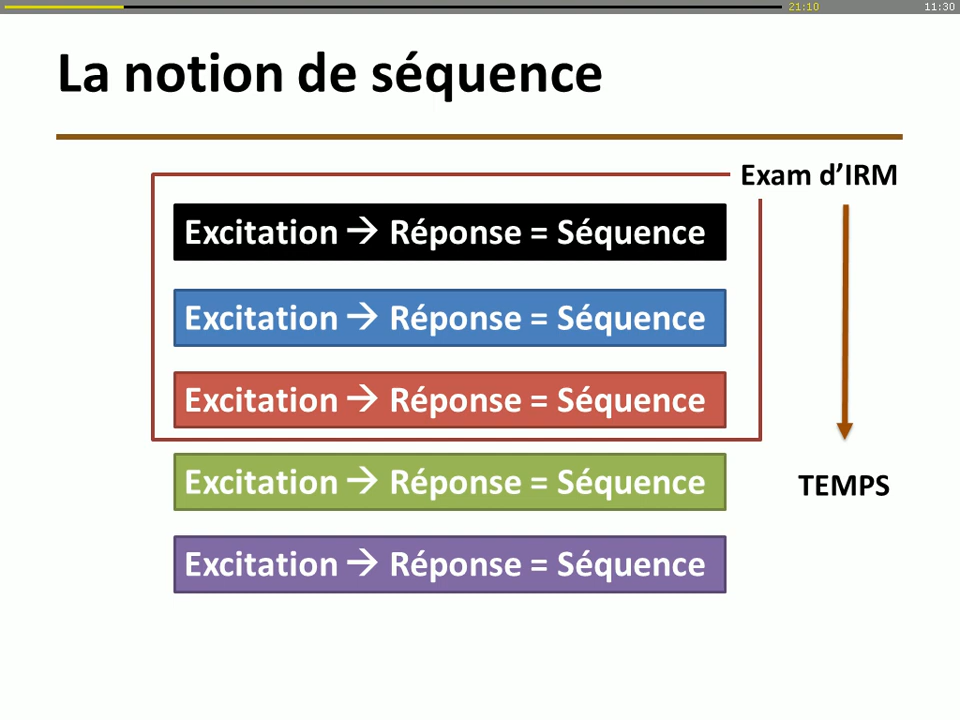 21:10 11:30
La notion de séquence
Exam d’IRM
Excitation → Réponse = Séquence
Excitation → Réponse = Séquence
Excitation → Réponse = Séquence
Excitation → Réponse = Séquence
TEMPS
Excitation → Réponse = Séquence